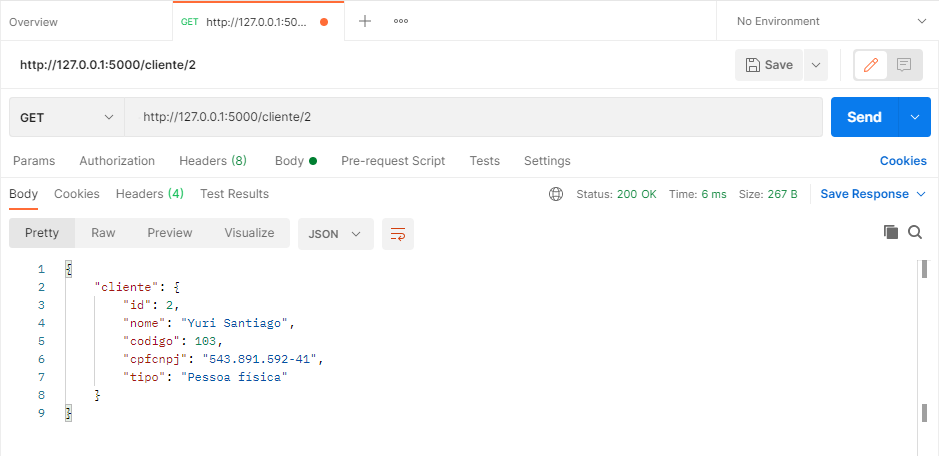 Overview
GET http://127.0.0.1:50...
No Environment
http://127.0.0.1:5000/cliente/2
Save
GET http://127.0.0.1:5000/cliente/2 Send
Params Authorization Headers (8) Body Pre-request Script Tests Settings Cookies
Body Cookies Headers (4) Test Results Status: 200 OK Time: 6 ms Size: 267 B Save Response
Pretty Raw Preview Visualize JSON
1 {
2 "cliente": {
3 "id": 2,
4 "nome": "Yuri Santiago",
5 "codigo": 103,
6 "cpfcnpj": "543.891.592-41",
7 "tipo": "Pessoa física"
8 }
9 }